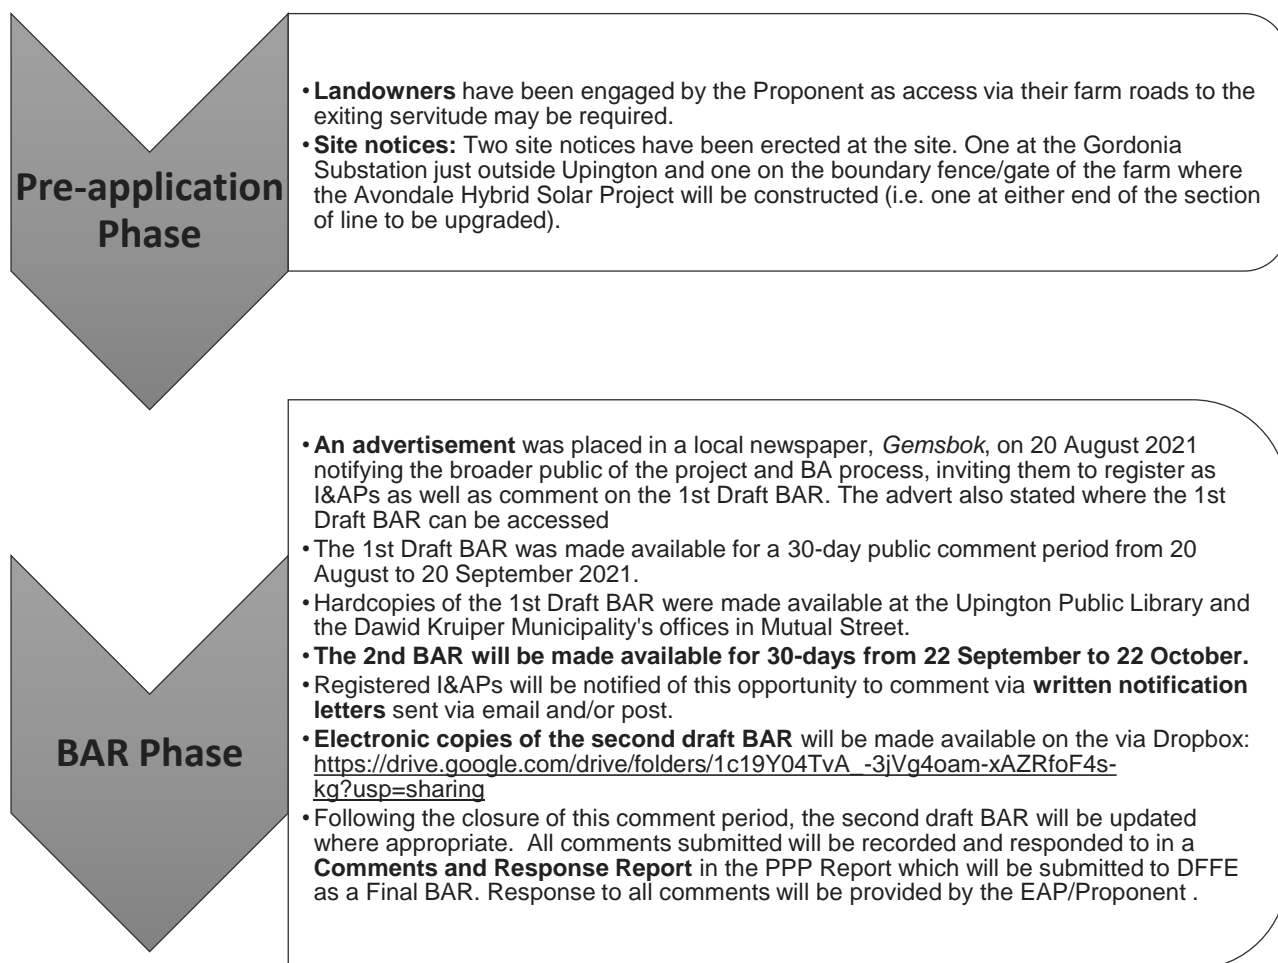 Pre-application
Phase
•Landowners have been engaged by the Proponent as access via their farm roads to the
exiting servitude may be required.
•Site notices: Two site notices have been erected at the site. One at the Gordonia
Substation just outside Upington and one on the boundary fence/gate of the farm where
the Avondale Hybrid Solar Project will be constructed (i.e. one at either end of the section
of line to be upgraded).
BAR Phase
•An advertisement was placed in a local newspaper, Gemsbok, on 20 August 2021
notifying the broader public of the project and BA process, inviting them to register as
I&APs as well as comment on the 1st Draft BAR. The advert also stated where the 1st
Draft BAR can be accessed
•The 1st Draft BAR was made available for a 30-day public comment period from 20
August to 20 September 2021.
•Hardcopies of the 1st Draft BAR were made available at the Upington Public Library and
the Dawid Kruiper Municipality's offices in Mutual Street.
•The 2nd BAR will be made available for 30-days from 22 September to 22 October.
•Registered I&APs will be notified of this opportunity to comment via written notification
letters sent via email and/or post.
•Electronic copies of the second draft BAR will be made available on the via Dropbox:
https://drive.google.com/drive/folders/1c19Y04TvA_-3jVg4oam-xAZRfoF4s-
kg?usp=sharing
•Following the closure of this comment period, the second draft BAR will be updated
where appropriate.  All comments submitted will be recorded and responded to in a
Comments and Response Report in the PPP Report which will be submitted to DFFE
as a Final BAR. Response to all comments will be provided by the EAP/Proponent .